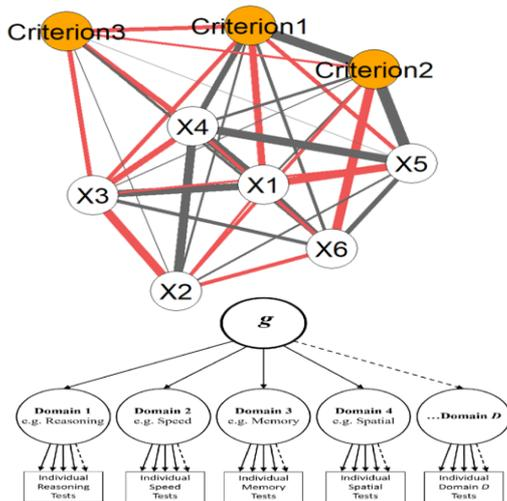 Criterion3
Criterion1
Criterion2
X4
X5
X1
X3
X6
X2
g
Domain 1
e.g. Reasoning
Domain 2
e.g. Speed
Domain 3
e.g. Memory
Domain 4
e.g. Spatial
...Domain D
Individual
Reasoning
Tests
Individual
Speed
Tests
Individual
Memory
Tests
Individual
Spatial
Tests
Individual
Domain D
Tests